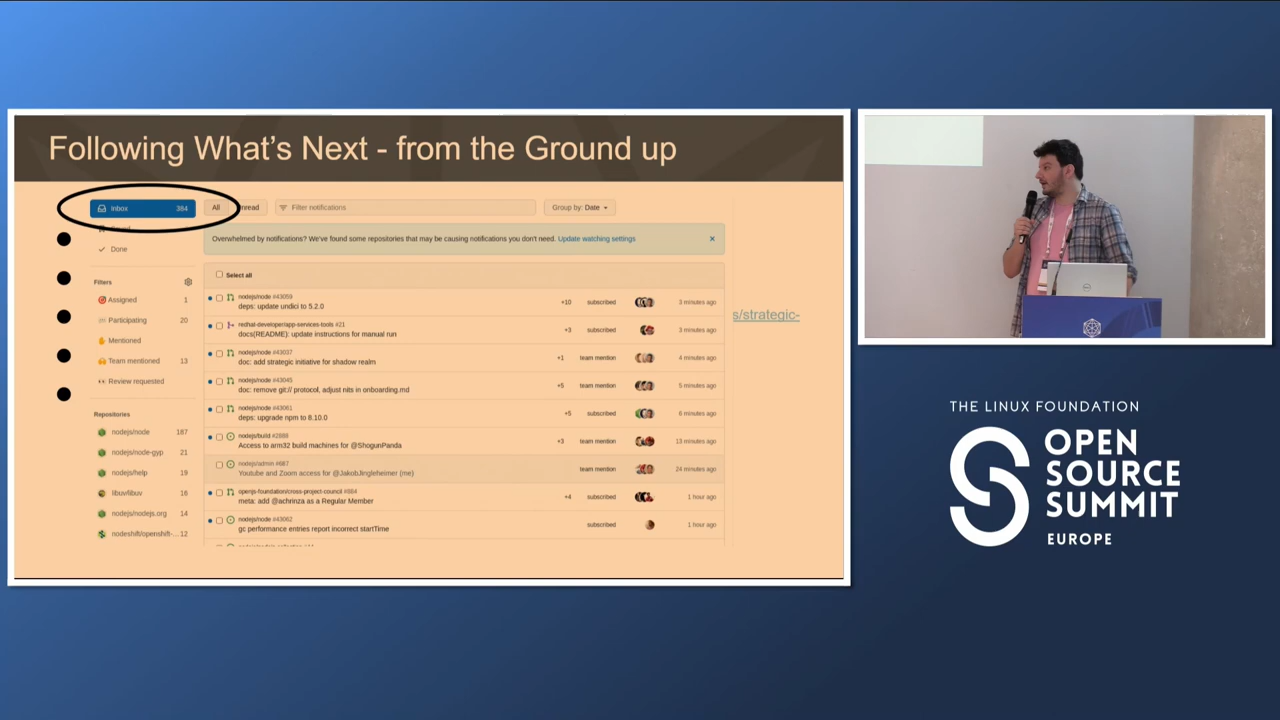 Following What's Next - from the Ground up
Inbox 384
All
nread
Filter notifications
Group by: Date
Done
Overwhelmed by notifications? We've found some repositories that may be causing notifications you don't need. Update watching settings
Select all
Filters
Assigned 1
Participating 20
Mentioned
Team mentioned 13
Review requested
Repositories
nodejs/node 187
nodejs/node-gyp 21
nodejs/help 19
libuv/libuv 16
nodejs/nodejs.org 14
nodeshift/openshift-... 12
nodejs/node #43059
deps: update undici to 5.2.0
+10 subscribed 3 minutes ago
redhat-developer/app-services-tools #21
docs(README): update instructions for manual run
+3 subscribed 3 minutes ago
nodejs/node #43037
doc: add strategic initiative for shadow realm
+1 team mention 4 minutes ago
nodejs/node #43045
doc: remove git:// protocol, adjust nits in onboarding.md
+5 team mention 5 minutes ago
nodejs/node #43061
deps: upgrade npm to 8.10.0
+5 subscribed 6 minutes ago
nodejs/build #2888
Access to arm32 build machines for @ShogunPanda
+3 team mention 13 minutes ago
nodejs/admin #687
Youtube and Zoom access for @JakobJingleheimer (me)
team mention 24 minutes ago
openjs-foundation/cross-project-council #884
meta: add @achrinza as a Regular Member
+4 subscribed 1 hour ago
nodejs/node #43062
gc performance entries report incorrect startTime
subscribed 1 hour ago
s/strategic-
THE LINUX FOUNDATION
OPEN
SOURCE
SUMMIT
EUROPE